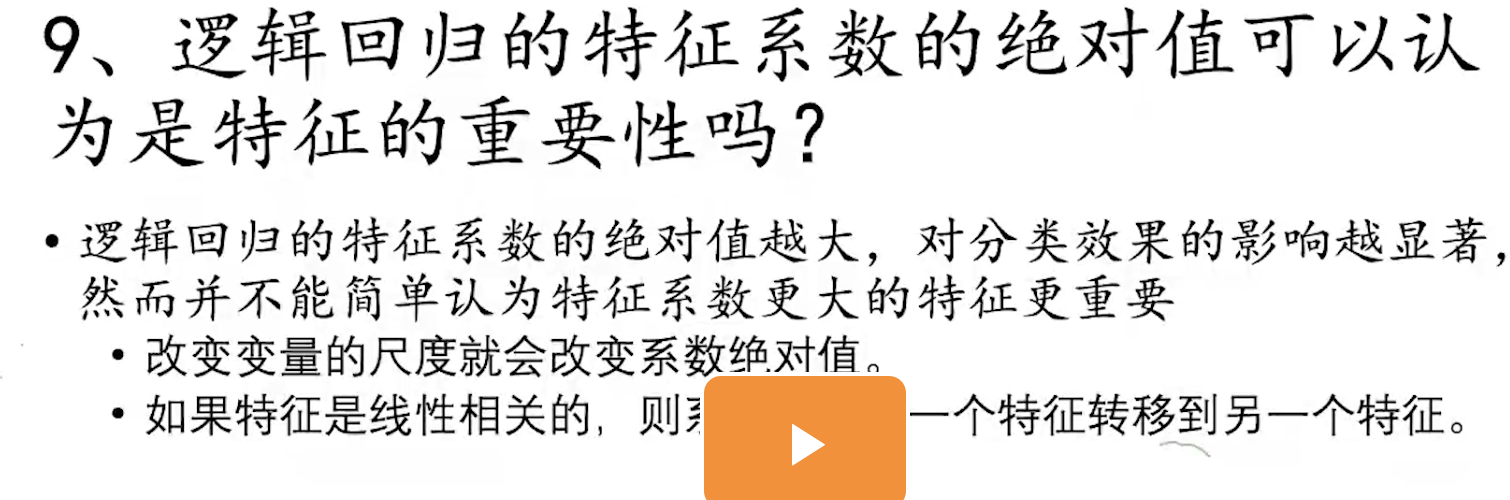 9、逻辑回归的特征系数的绝对值可以认
为是特征的重要性吗?
• 逻辑回归的特征系数的绝对值越大，对分类效果的影响越显著，
然而并不能简单认为特征系数更大的特征更重要
• 改变变量的尺度就会改变系数绝对值。
• 如果特征是线性相关的，则 一个特征转移到另一个特征。